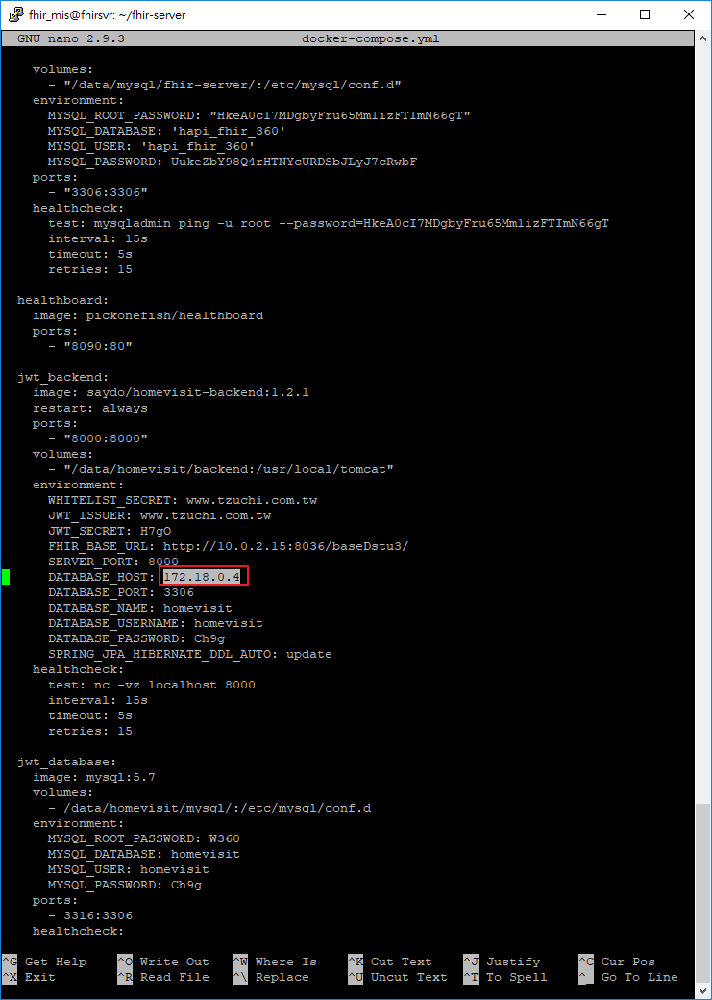 fhir_mis@fhirsvr: ~/fhir-server
GNU nano 2.9.3 docker-compose.yml
volumes:
- "/data/mysql/fhir-server/:/etc/mysql/conf.d"
environment:
MYSQL_ROOT_PASSWORD: "HkeA0cI7MDgbyFru65Mm1izFTImN66gT"
MYSQL_DATABASE: 'hapi_fhir_360'
MYSQL_USER: 'hapi_fhir_360'
MYSQL_PASSWORD: UukeZbY98Q4rHTNYcURDSbJLyJ7cRwbF
ports:
- "3306:3306"
healthcheck:
test: mysqladmin ping -u root --password=HkeA0cI7MDgbyFru65Mm1izFTImN66gT
interval: 15s
timeout: 5s
retries: 15
healthboard:
image: pickonefish/healthboard
ports:
- "8090:80"
jwt_backend:
image: saydo/homevisit-backend:1.2.1
restart: always
ports:
- "8000:8000"
volumes:
- "/data/homevisit/backend:/usr/local/tomcat"
environment:
WHITELIST_SECRET: www.tzuchi.com.tw
JWT_ISSUER: www.tzuchi.com.tw
JWT_SECRET: H7gO
FHIR_BASE_URL: http://10.0.2.15:8036/baseDstu3/
SERVER_PORT: 8000
DATABASE_HOST: 172.18.0.4
DATABASE_PORT: 3306
DATABASE_NAME: homevisit
DATABASE_USERNAME: homevisit
DATABASE_PASSWORD: Ch9g
SPRING_JPA_HIBERNATE_DDL_AUTO: update
healthcheck:
test: nc -vz localhost 8000
interval: 15s
timeout: 5s
retries: 15
jwt_database:
image: mysql:5.7
volumes:
- /data/homevisit/mysql/:/etc/mysql/conf.d
environment:
MYSQL_ROOT_PASSWORD: W360
MYSQL_DATABASE: homevisit
MYSQL_USER: homevisit
MYSQL_PASSWORD: Ch9g
ports:
- 3316:3306
healthcheck:
^G Get Help ^O Write Out ^W Where Is ^K Cut Text ^J Justify ^C Cur Pos
^X Exit ^R Read File ^\ Replace ^U Uncut Text ^T To Spell ^_ Go To Line